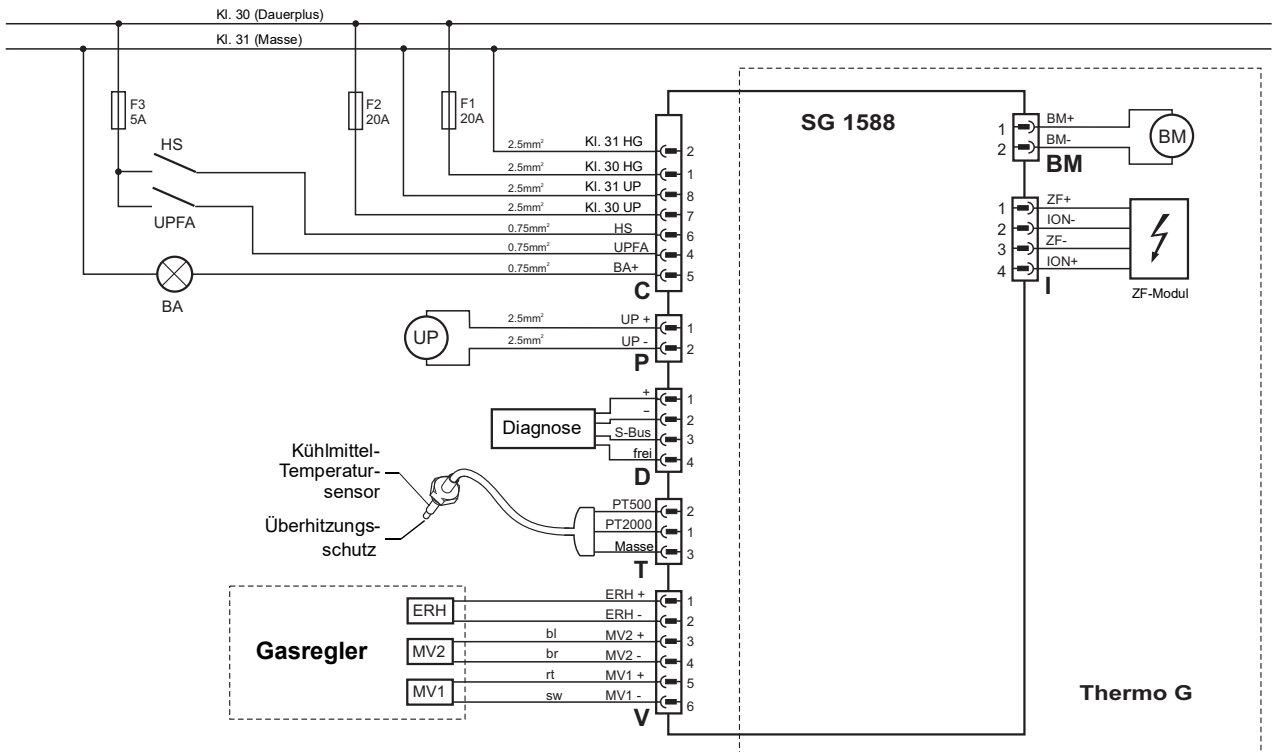 Kl. 30 (Dauerplus)
Kl. 31 (Masse)
F3
5A
F2
20A
F1
20A
HS
UPFA
BA
2.5mm² Kl. 31 HG 2
2.5mm² Kl. 30 HG 1
2.5mm² Kl. 31 UP 8
2.5mm² Kl. 30 UP 7
0.75mm² HS 6
0.75mm² UPFA 4
0.75mm² BA+ 5
C
UP
2.5mm² UP + 1
2.5mm² UP - 2
P
Diagnose
+ 1
− 2
S-Bus 3
frei 4
D
Kühlmittel-
Temperatur-
sensor
Überhitzungs-
schutz
PT500 2
PT2000 1
Masse 3
T
Gasregler
ERH
MV2
MV1
ERH + 1
ERH - 2
bl MV2 + 3
br MV2 - 4
rt MV1 + 5
sw MV1 - 6
V
SG 1588
1 BM+
2 BM-
BM
BM
1 ZF+
2 ION-
3 ZF-
4 ION+
I
ZF-Modul
Thermo G